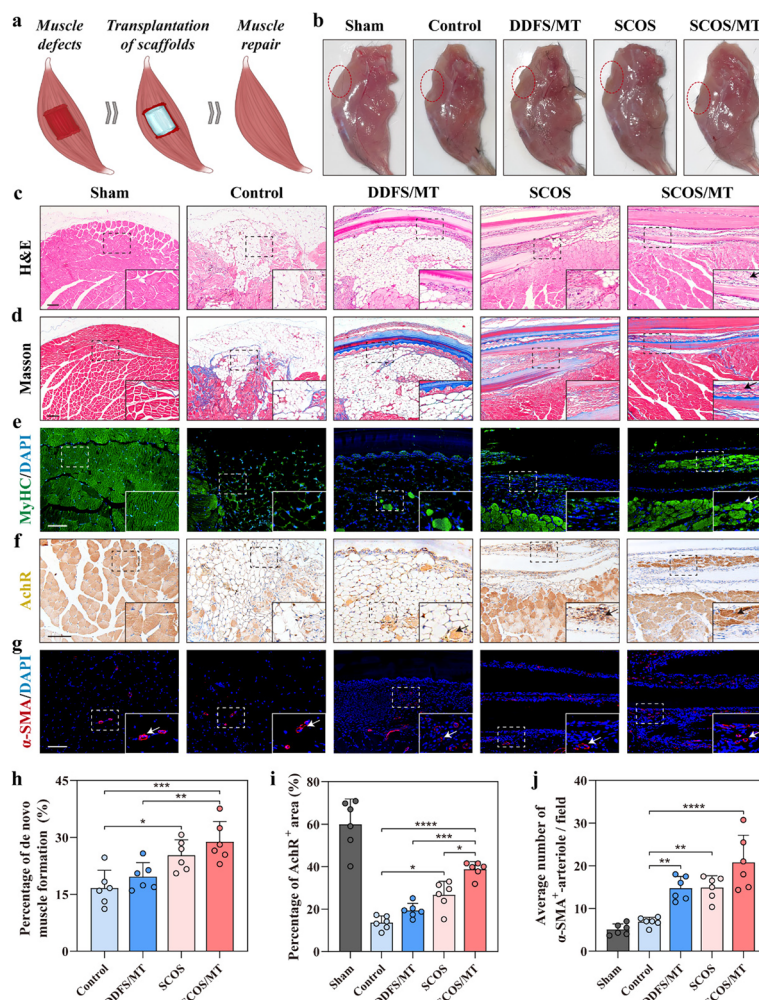 a
Muscle defects
Transplantation of scaffolds
Muscle repair
b
Sham
Control
DDFS/MT
SCOS
SCOS/MT
c
Sham
Control
DDFS/MT
SCOS
SCOS/MT
H&E
d
Masson
e
MyHC/DAPI
f
AchR
g
α-SMA/DAPI
h
Percentage of de novo
muscle formation (%)
45
30
15
0
***
**
*
Control
DDFS/MT
SCOS
SCOS/MT
i
Percentage of AchR⁺ area (%)
80
60
40
20
0
****
***
*
*
Sham
Control
DDFS/MT
SCOS
SCOS/MT
j
Average number of
α-SMA⁺-arteriole / field
40
30
20
10
0
****
**
**
Sham
Control
DDFS/MT
SCOS
SCOS/MT